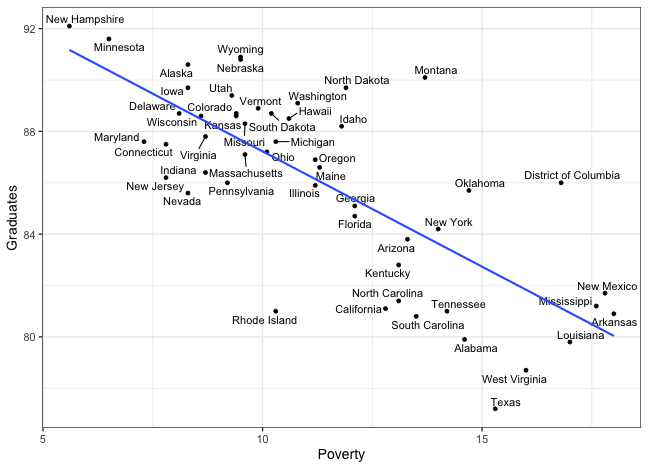 New Hampshire
92
Minnesota
Wyoming
Nebraska
Alaska
Montana
Iowa
Utah
North Dakota
Washington
Delaware
Colorado
Vermont
Hawaii
Wisconsin
Kansas
South Dakota
Idaho
88
Maryland
Missouri
Michigan
Connecticut
Virginia
Ohio
Oregon
Indiana
Massachusetts
Maine
District of Columbia
New Jersey
Pennsylvania
Illinois
Oklahoma
Nevada
Georgia
Florida
New York
84
Arizona
Kentucky
New Mexico
North Carolina
Mississippi
California
Tennessee
Rhode Island
South Carolina
Arkansas
80
Louisiana
Alabama
West Virginia
Texas
Graduates
5
10
15
Poverty